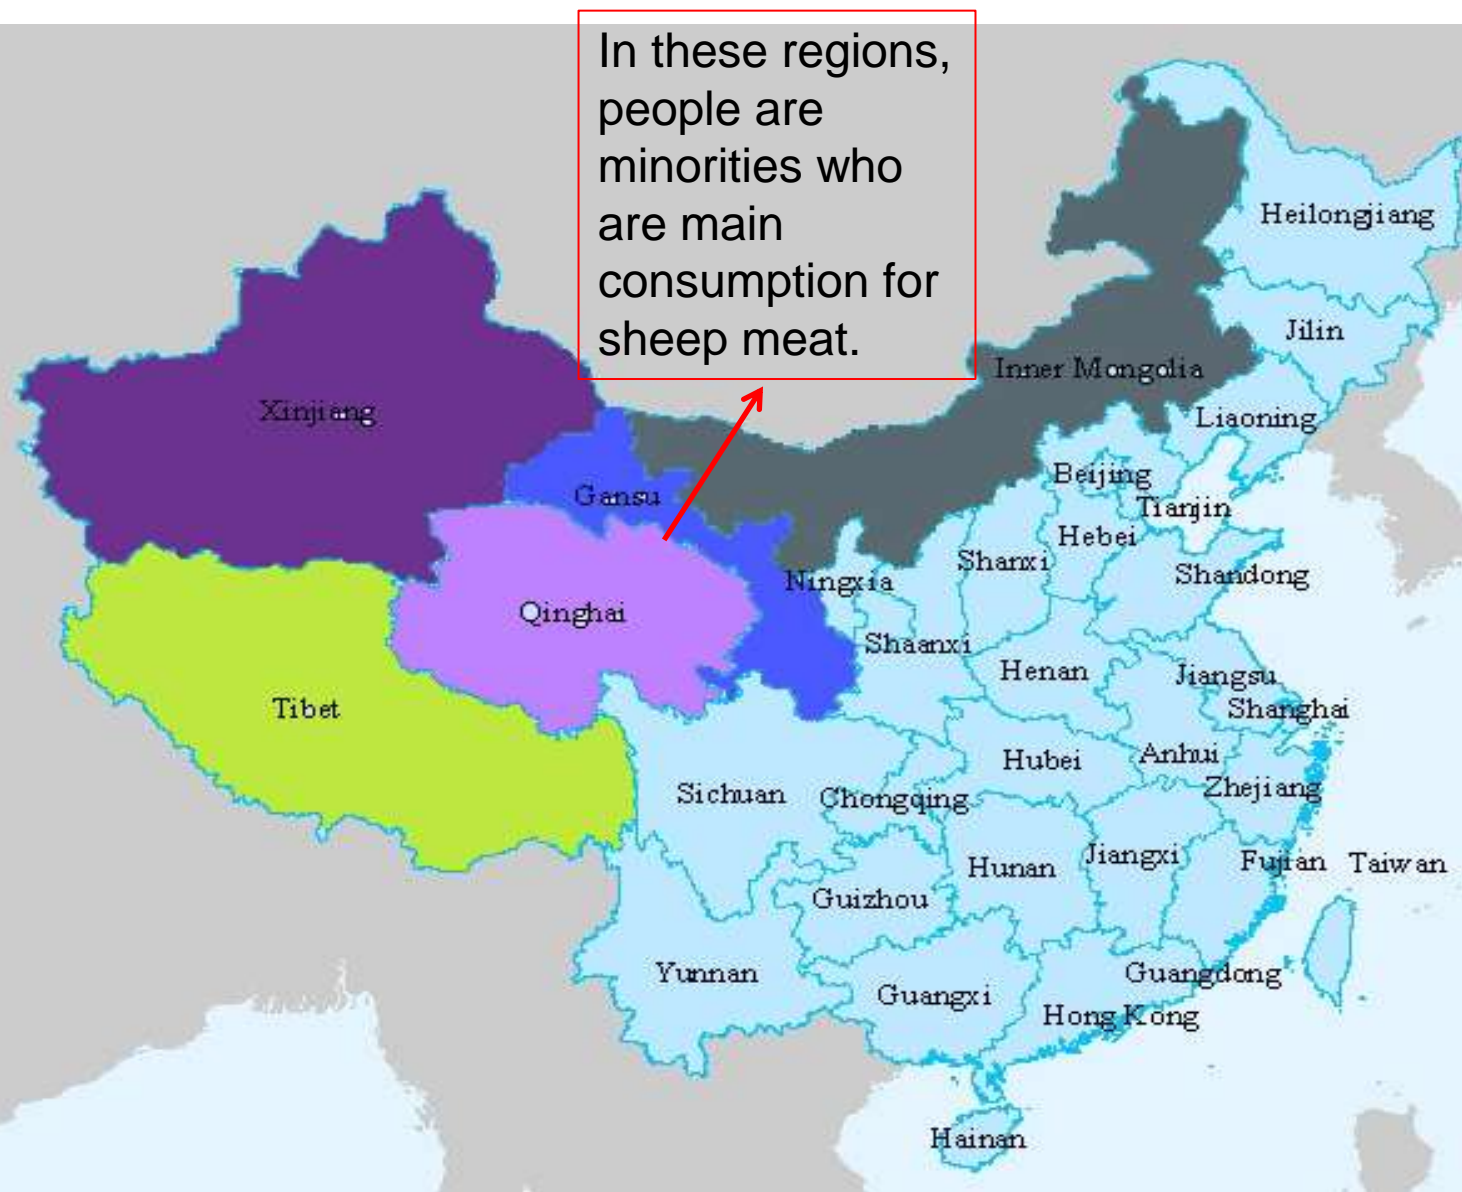 In these regions,
people are
minorities who
are main
consumption for
sheep meat.
Heilongjiang
Jilin
Inner Mongolia
Xinjiang
Liaoning
Beijing
Gansu
Tianjin
Hebei
Shanxi
Ningxia
Shandong
Qinghai
Shaanxi
Henan
Jiangsu
Tibet
Shanghai
Hubei
Anhui
Sichuan
Chongqing
Zhejiang
Hunan
Jiangxi
Fujian
Taiwan
Guizhou
Yunnan
Guangdong
Guangxi
Hong Kong
Hainan